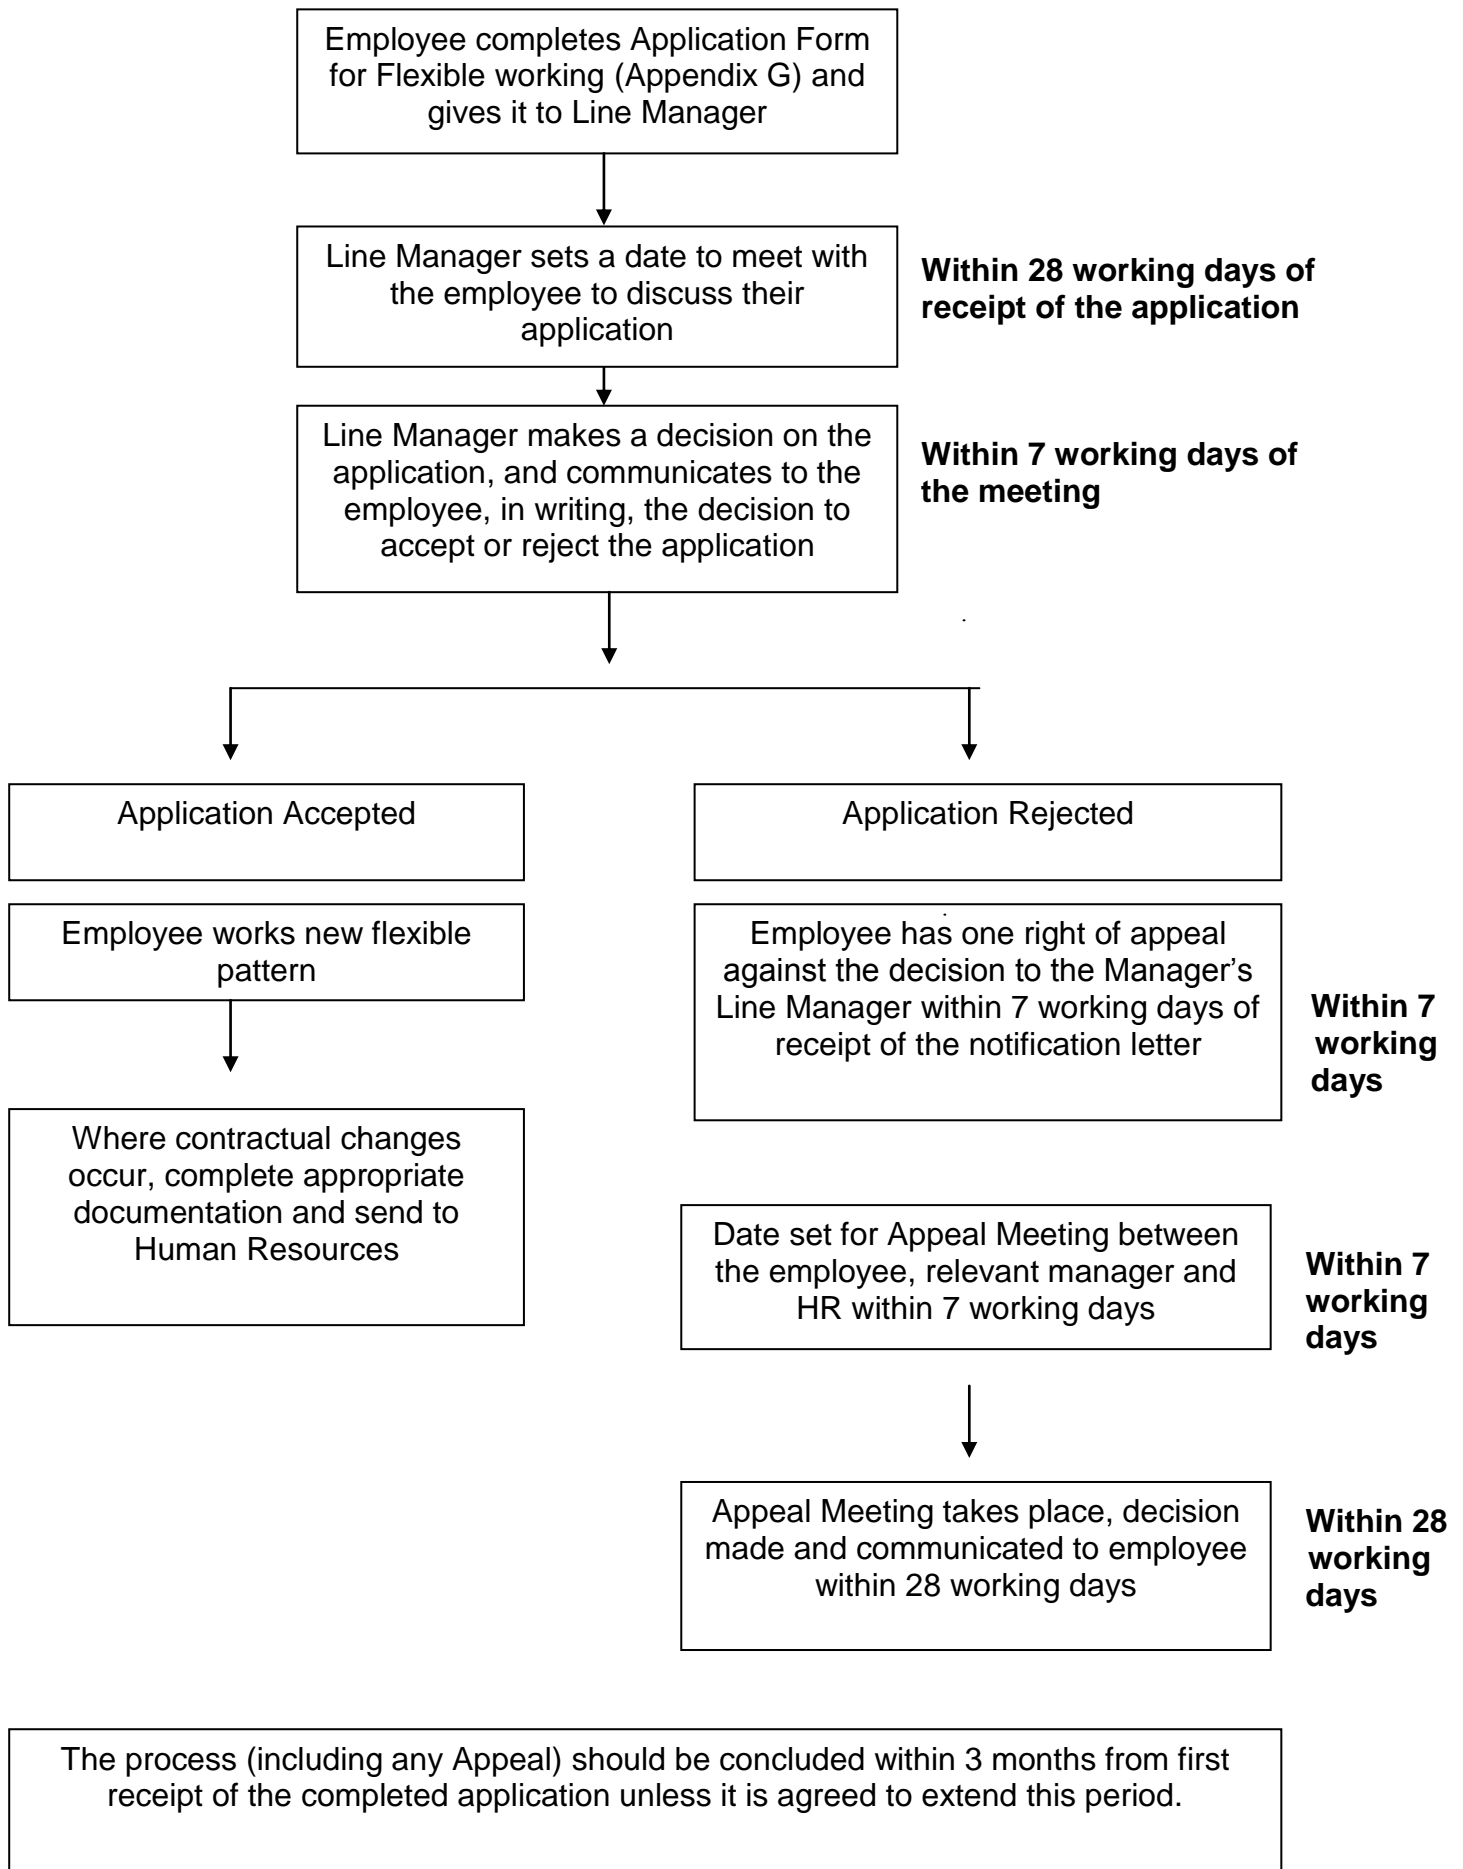 Employee completes Application Form
for Flexible working (Appendix G) and
gives it to Line Manager
Line Manager sets a date to meet with
the employee to discuss their
application
Within 28 working days of
receipt of the application
Line Manager makes a decision on the
application, and communicates to the
employee, in writing, the decision to
accept or reject the application
Within 7 working days of
the meeting
Application Accepted
Application Rejected
Employee works new flexible
pattern
Employee has one right of appeal
against the decision to the Manager’s
Line Manager within 7 working days of
receipt of the notification letter
Within 7
working
days
Where contractual changes
occur, complete appropriate
documentation and send to
Human Resources
Date set for Appeal Meeting between
the employee, relevant manager and
HR within 7 working days
Within 7
working
days
Appeal Meeting takes place, decision
made and communicated to employee
within 28 working days
Within 28
working
days
The process (including any Appeal) should be concluded within 3 months from first
receipt of the completed application unless it is agreed to extend this period.